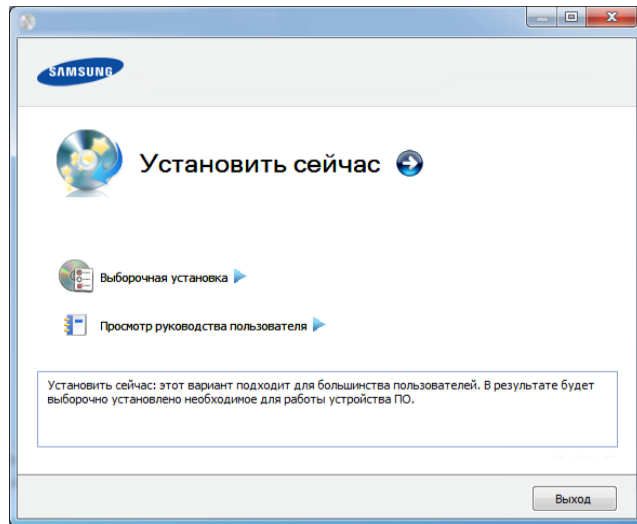 SAMSUNG
Установить сейчас
Выборочная установка
Просмотр руководства пользователя
Установить сейчас: этот вариант подходит для большинства пользователей. В результате будет
выборочно установлено необходимое для работы устройства ПО.
Выход